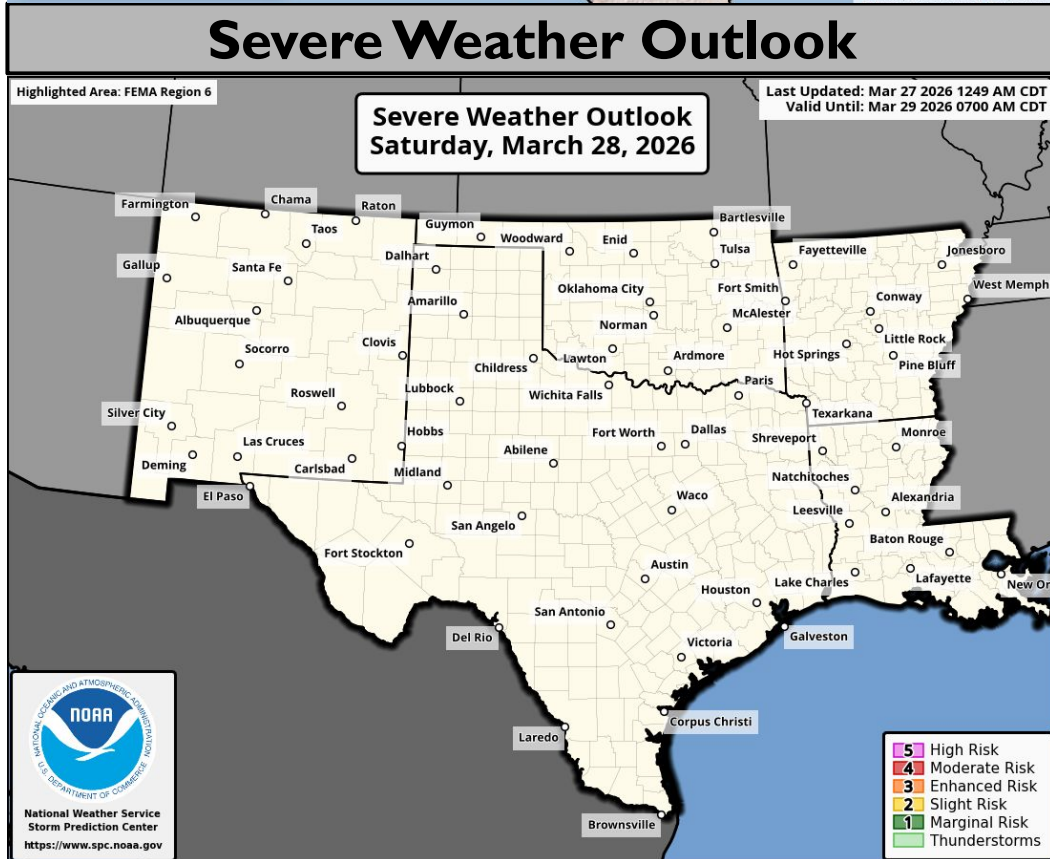 Severe Weather Outlook
Highlighted Area: FEMA Region 6
Last Updated: Mar 27 2026 1249 AM CDT
Valid Until: Mar 29 2026 0700 AM CDT
Severe Weather Outlook
Saturday, March 28, 2026
Farmington
Chama
Raton
Taos
Guymon
Woodward
Enid
Bartlesville
Tulsa
Fayetteville
Jonesboro
Gallup
Santa Fe
Dalhart
Oklahoma City
Fort Smith
West Memph
Albuquerque
Amarillo
Norman
McAlester
Conway
Socorro
Clovis
Childress
Lawton
Ardmore
Hot Springs
Little Rock
Pine Bluff
Roswell
Lubbock
Wichita Falls
Paris
Texarkana
Silver City
Las Cruces
Hobbs
Abilene
Fort Worth
Dallas
Shreveport
Monroe
Deming
Carlsbad
Midland
Natchitoches
El Paso
San Angelo
Waco
Leesville
Alexandria
Fort Stockton
Baton Rouge
Austin
Houston
Lake Charles
Lafayette
New Or
Del Rio
San Antonio
Victoria
Galveston
Laredo
Corpus Christi
Brownsville
NATIONAL OCEANIC AND ATMOSPHERIC ADMINISTRATION
NOAA
U.S. DEPARTMENT OF COMMERCE
National Weather Service
Storm Prediction Center
https://www.spc.noaa.gov
5 High Risk
4 Moderate Risk
3 Enhanced Risk
2 Slight Risk
1 Marginal Risk
Thunderstorms